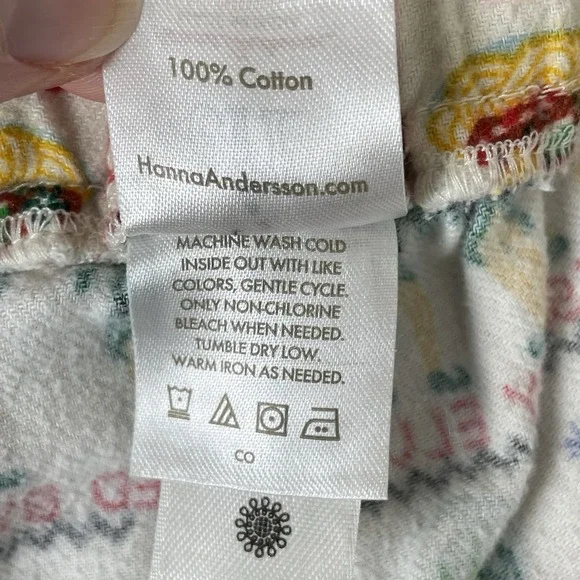 100% Cotton
HannaAndersson.com
MACHINE WASH COLD
INSIDE OUT WITH LIKE
COLORS, GENTLE CYCLE.
ONLY NON-CHLORINE
BLEACH WHEN NEEDED.
TUMBLE DRY LOW.
WARM IRON AS NEEDED.
CO